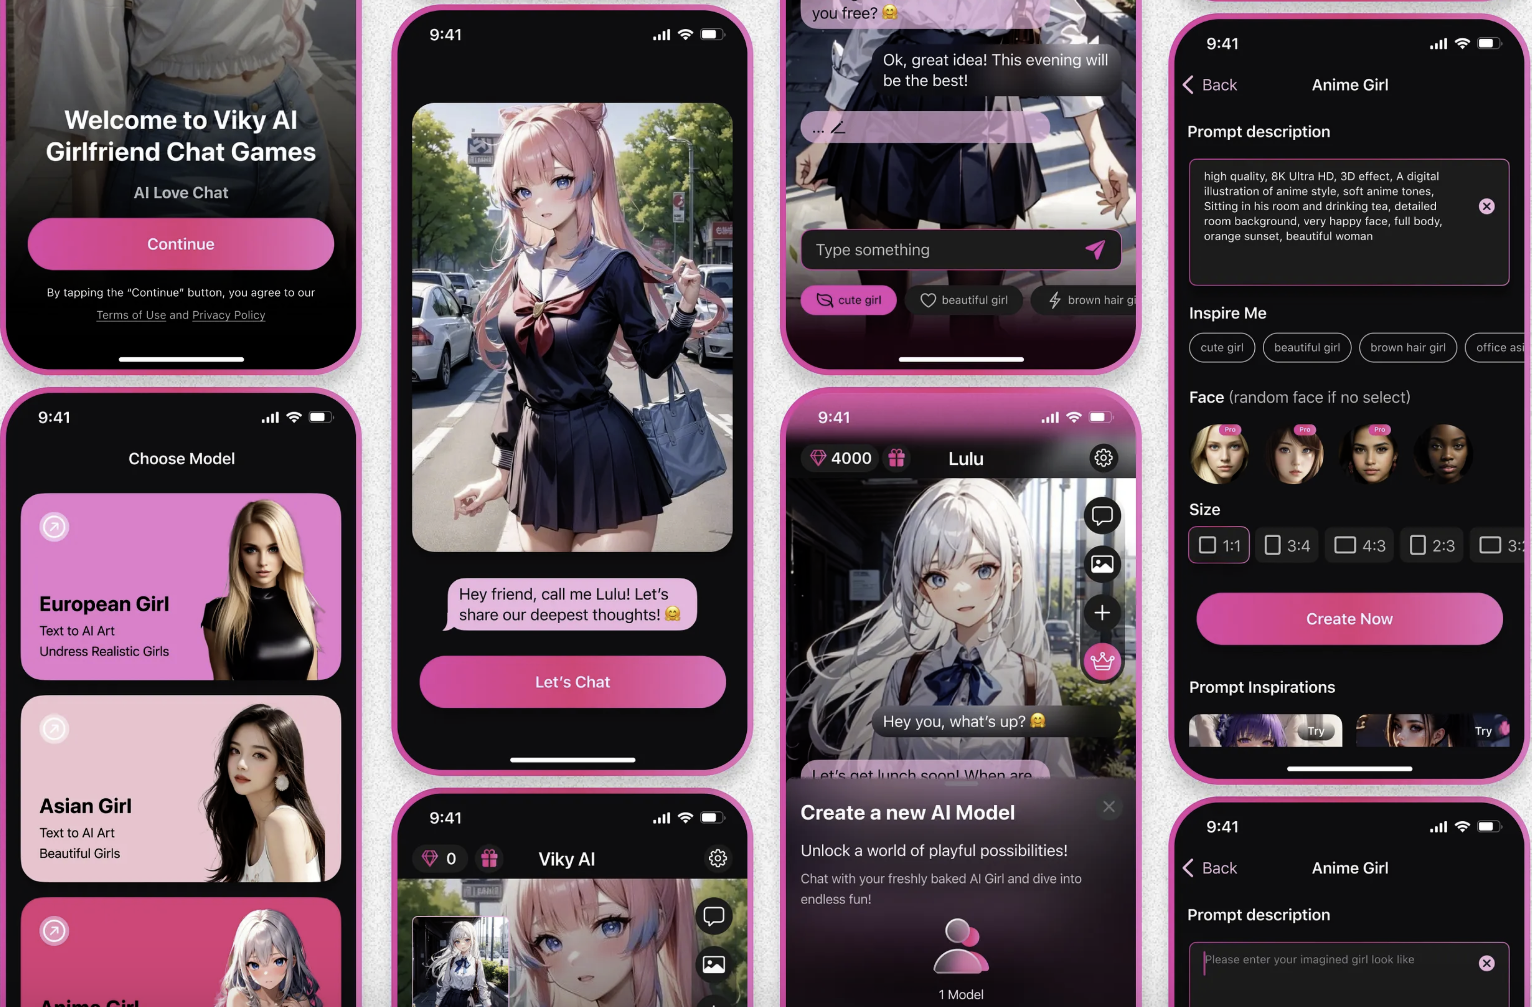 Welcome to Viky AI
Girlfriend Chat Games
AI Love Chat
Continue
By tapping the “Continue” button, you agree to our
Terms of Use and Privacy Policy
9:41
Choose Model
European Girl
Text to AI Art
Undress Realistic Girls
Asian Girl
Text to AI Art
Beautiful Girls
Anime Girl
9:41
Hey friend, call me Lulu! Let’s
share our deepest thoughts! 🤗
Let’s Chat
9:41
0
Viky AI
you free? 🤗
Ok, great idea! This evening will
be the best!
...
Type something
cute girl
beautiful girl
brown hair gi
9:41
4000
Lulu
Hey you, what’s up? 🤗
Let’s get lunch soon! When are
Create a new AI Model
Unlock a world of playful possibilities!
Chat with your freshly baked AI Girl and dive into
endless fun!
1 Model
9:41
Back
Anime Girl
Prompt description
high quality, 8K Ultra HD, 3D effect, A digital
illustration of anime style, soft anime tones,
Sitting in his room and drinking tea, detailed
room background, very happy face, full body,
orange sunset, beautiful woman
Inspire Me
cute girl
beautiful girl
brown hair girl
office asi
Face (random face if no select)
Pro
Pro
Pro
Size
1:1
3:4
4:3
2:3
3:2
Create Now
Prompt Inspirations
Try
Try
9:41
Back
Anime Girl
Prompt description
Please enter your imagined girl look like